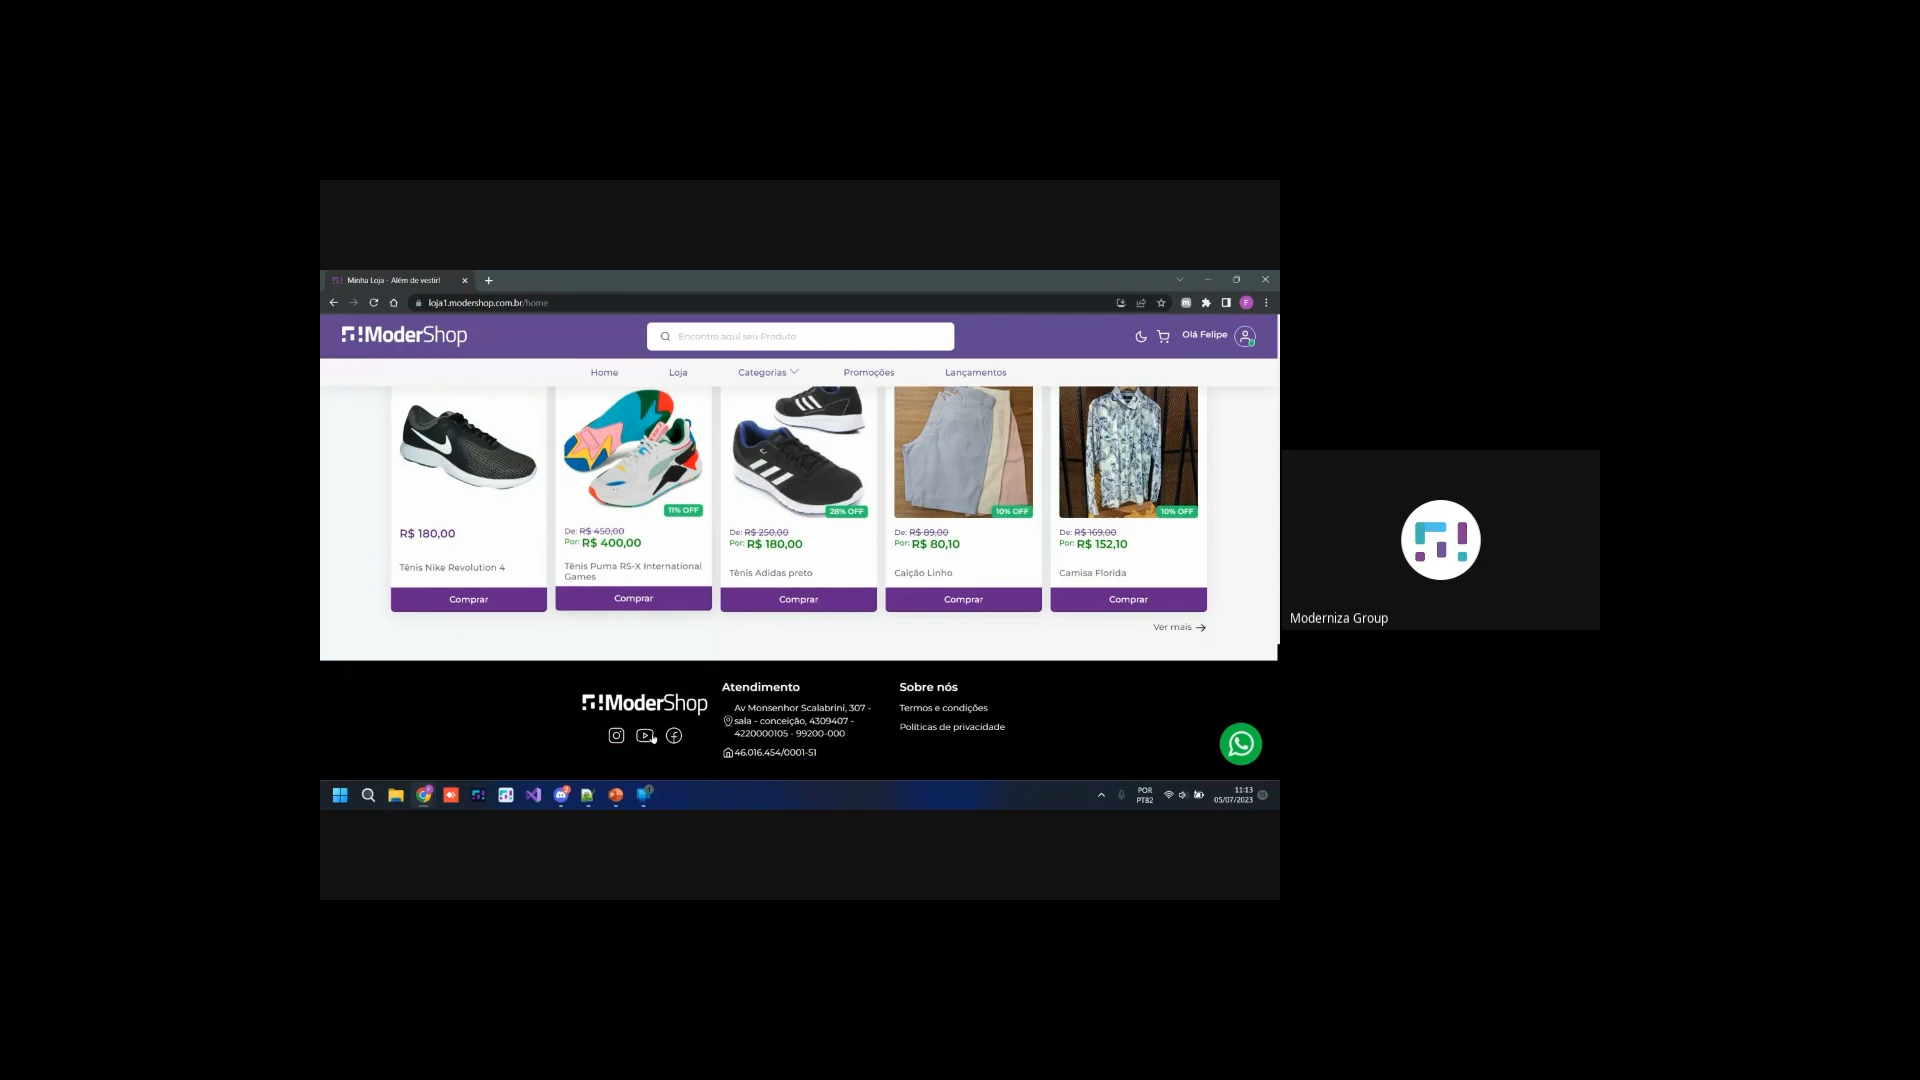 Minha Loja - Além de vestir!
loja1.modershop.com.br/home
ModerShop
Encontre aqui seu Produto
Olá Felipe
Home
Loja
Categorias
Promoções
Lançamentos
R$ 180,00
Tênis Nike Revolution 4
Comprar
11% OFF
De: R$ 450,00
Por: R$ 400,00
Tênis Puma RS-X International
Games
Comprar
28% OFF
De: R$ 250,00
Por: R$ 180,00
Tênis Adidas preto
Comprar
10% OFF
De: R$ 89,00
Por: R$ 80,10
Calção Linho
Comprar
10% OFF
De: R$ 169,00
Por: R$ 152,10
Camisa Florida
Comprar
Ver mais
ModerShop
Atendimento
Av Monsenhor Scalabrini, 307 -
sala - conceição, 4309407 -
4220000105 - 99200-000
46.016.454/0001-51
Sobre nós
Termos e condições
Políticas de privacidade
POR
PTB2
11:13
05/07/2023
Moderniza Group